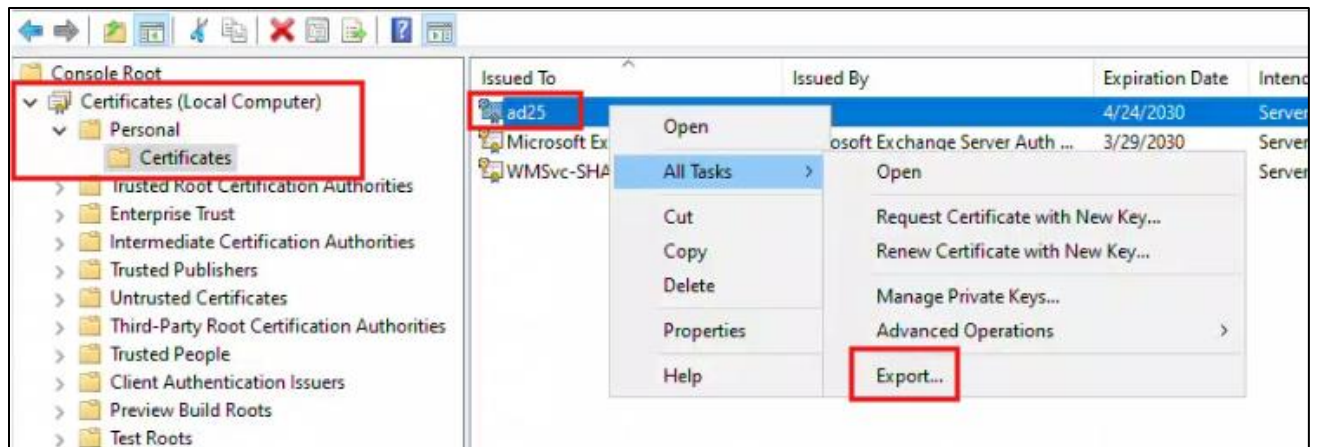 Console Root
Certificates (Local Computer)
Personal
Certificates
Trusted Root Certification Authorities
Enterprise Trust
Intermediate Certification Authorities
Trusted Publishers
Untrusted Certificates
Third-Party Root Certification Authorities
Trusted People
Client Authentication Issuers
Preview Build Roots
Test Roots
Issued To Issued By Expiration Date Intend
ad25 4/24/2030 Server
Microsoft Ex osoft Exchange Server Auth ... 3/29/2030 Server
WMSvc-SHA Server
Open
All Tasks
Cut
Copy
Delete
Properties
Help
Open
Request Certificate with New Key...
Renew Certificate with New Key...
Manage Private Keys...
Advanced Operations
Export...